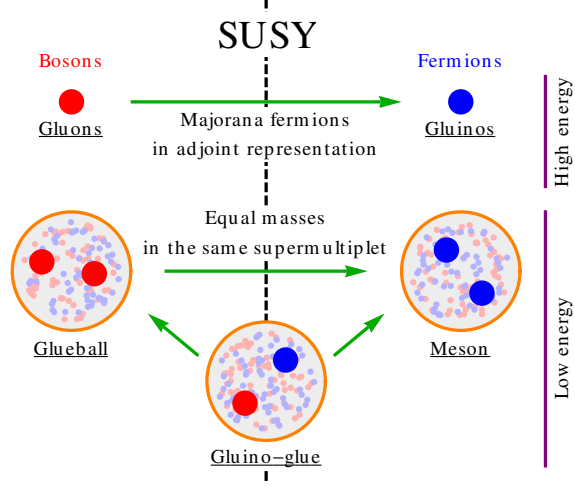 SUSY
Bosons
Fermions
Gluons
Majorana fermions
in adjoint representation
Gluinos
High energy
Equal masses
in the same supermultiplet
Glueball
Meson
Gluino−glue
Low energy